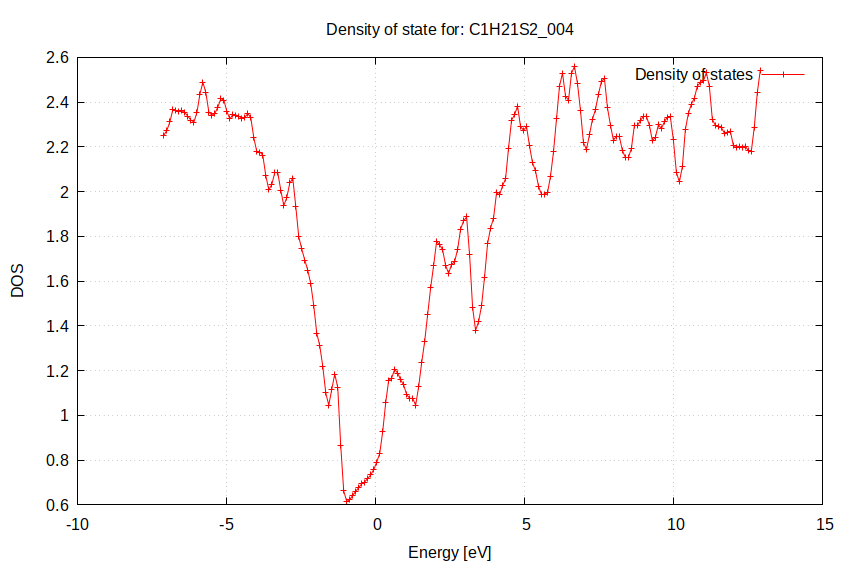 Density of state for: C1H21S2_004
2.6
2.4
2.2
2
1.8
1.6
1.4
1.2
1
0.8
0.6
DOS
Density of states
-10 -5 0 5 10 15
Energy [eV]